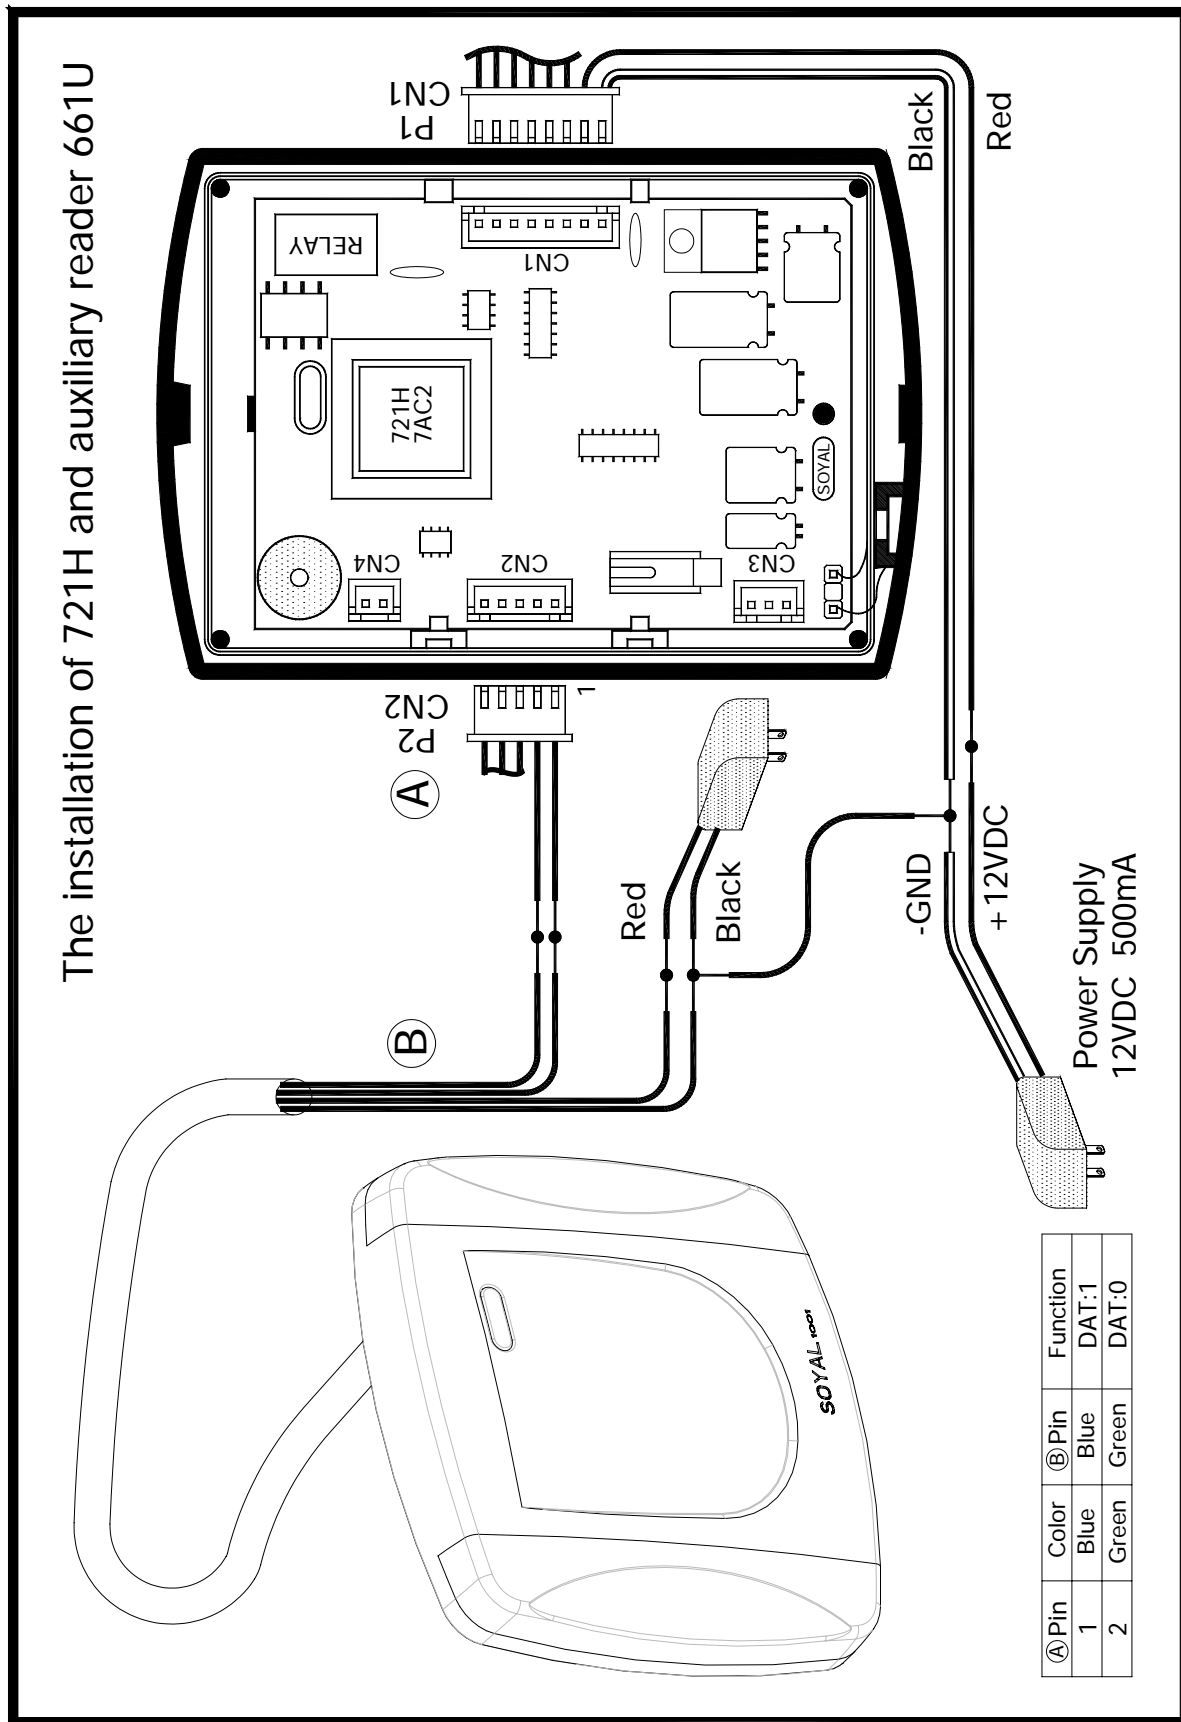 The installation of 721H and auxiliary reader 661U
P1
CN1
Black
Red
RELAY
CN1
721H
7AC2
SOYAL
CN4
CN2
CN3
P2
CN2
1
A
B
Red
Black
-GND
+12VDC
Power Supply
12VDC 500mA
SOYAL 1001
A Pin Color B Pin Function
1 Blue Blue DAT:1
2 Green Green DAT:0